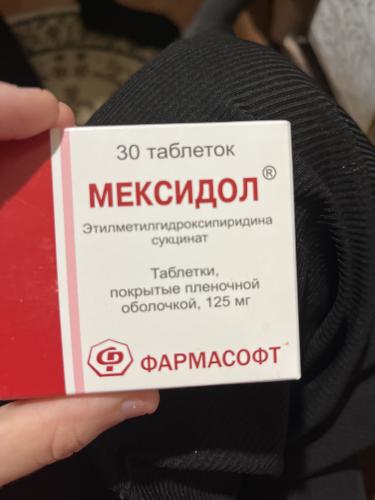 30 таблеток
МЕКСИДОЛ®
Этилметилгидроксипиридина
сукцинат
Таблетки,
покрытые пленочной
оболочкой, 125 мг
ФАРМАСОФТ